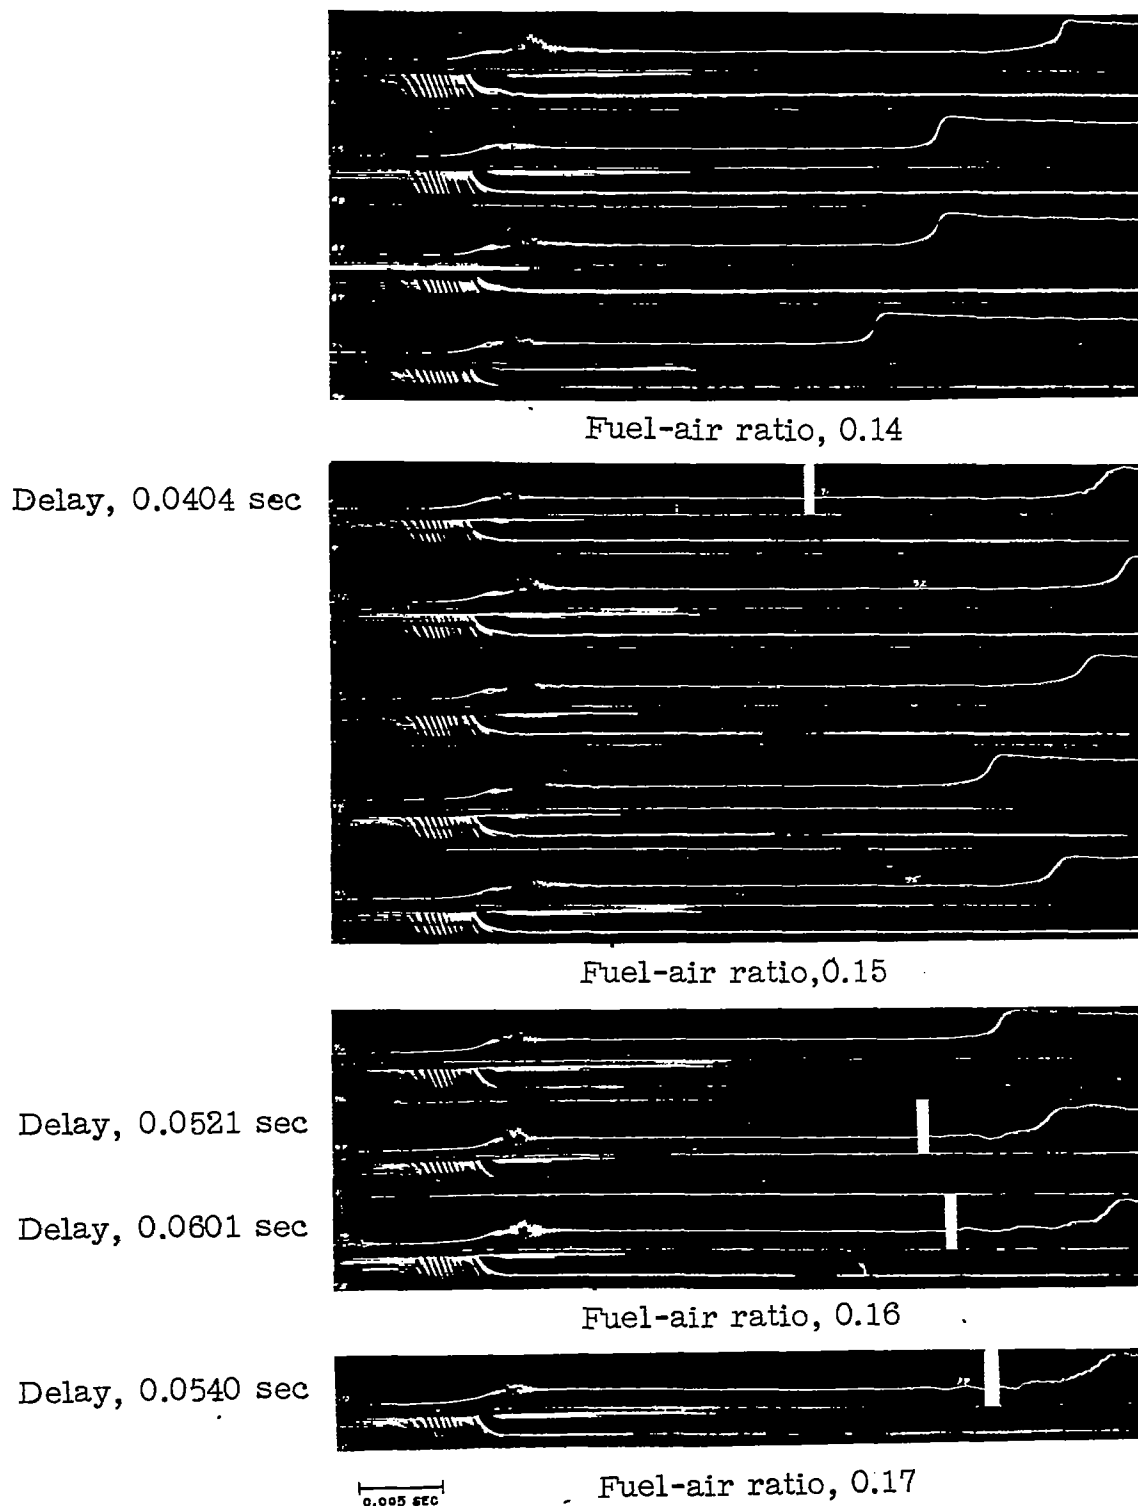 Fuel-air ratio, 0.14
Delay, 0.0404 sec
Fuel-air ratio,0.15
Delay, 0.0521 sec
Delay, 0.0601 sec
Fuel-air ratio, 0.16
Delay, 0.0540 sec
0.005 SEC
Fuel-air ratio, 0.17